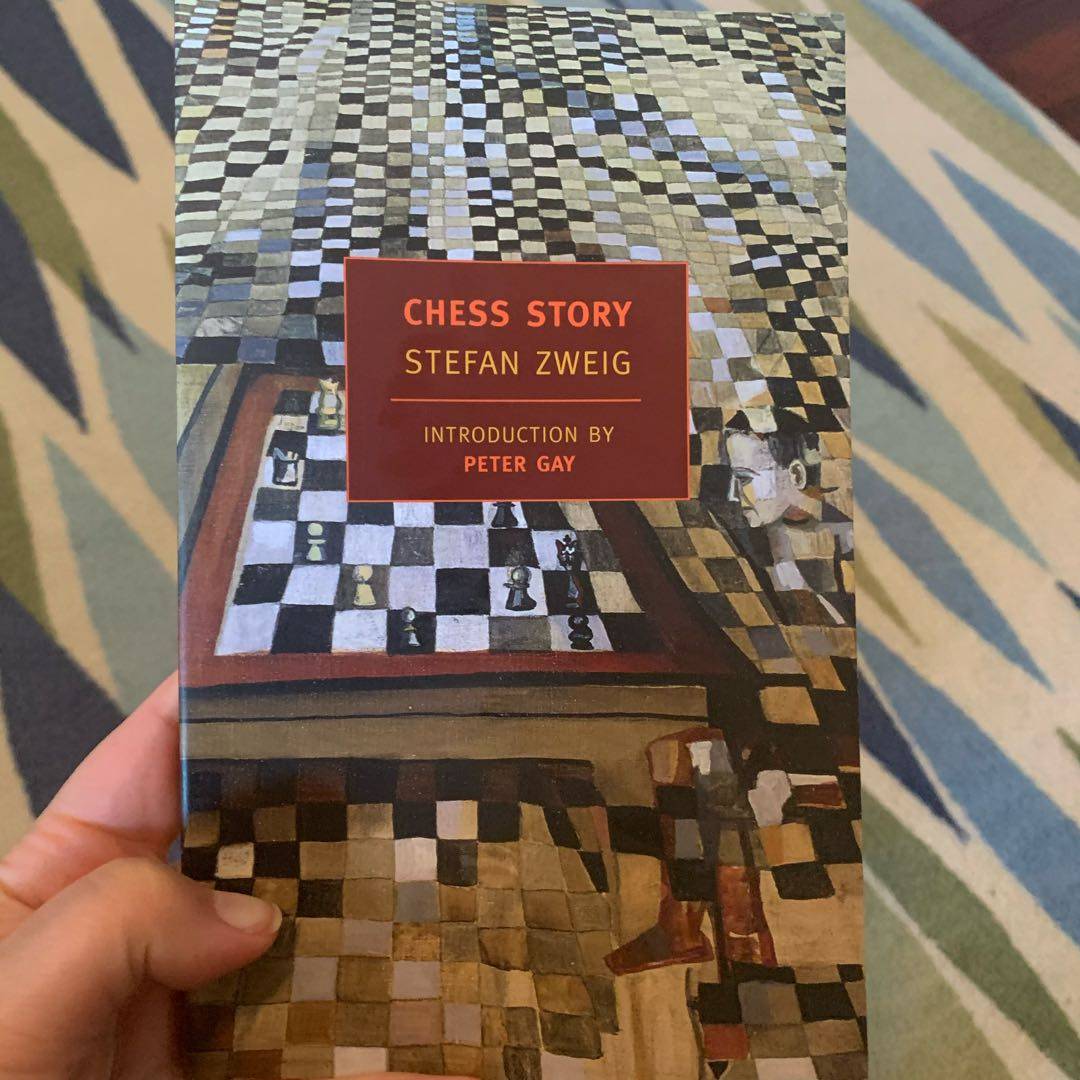 CHESS STORY
STEFAN ZWEIG
INTRODUCTION BY
PETER GAY